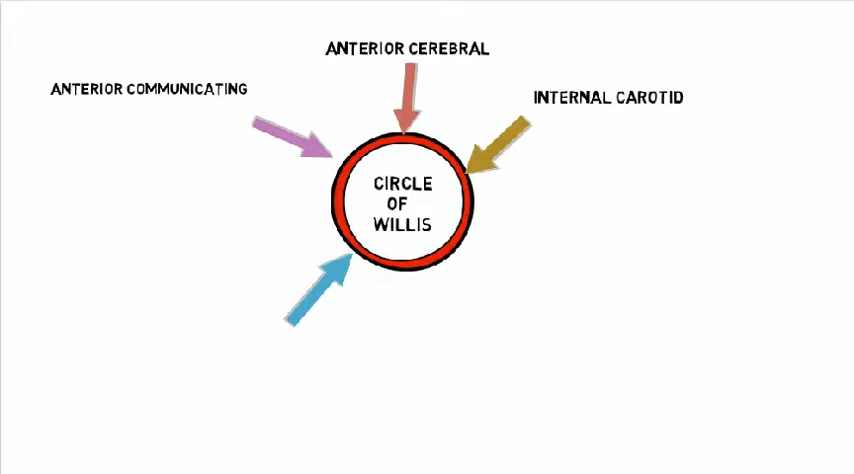 ANTERIOR CEREBRAL
ANTERIOR COMMUNICATING
INTERNAL CAROTID
CIRCLE
OF
WILLIS